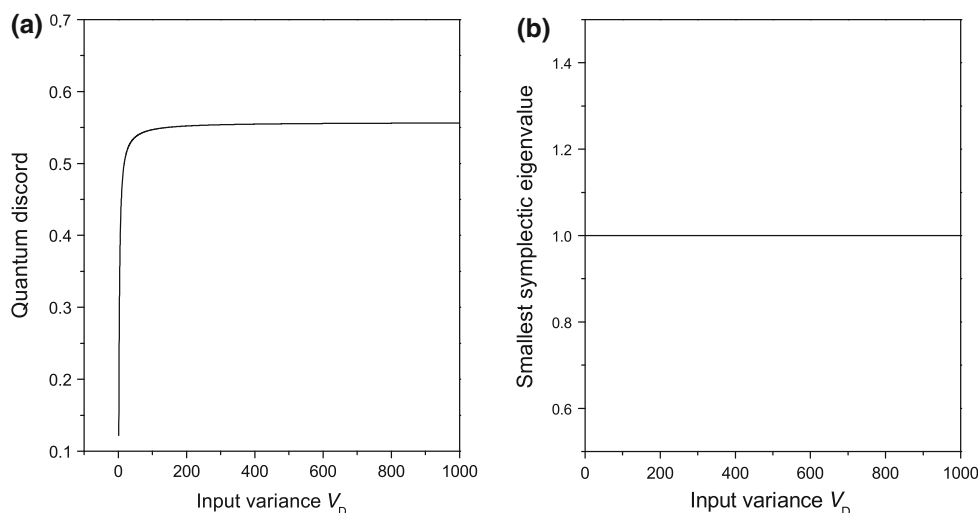 (a)
0.7
0.6
0.5
0.4
0.3
0.2
0.1
Quantum discord
0 200 400 600 800 1000
Input variance V_D
(b)
1.4
1.2
1.0
0.8
0.6
Smallest symplectic eigenvalue
0 200 400 600 800 1000
Input variance V_D